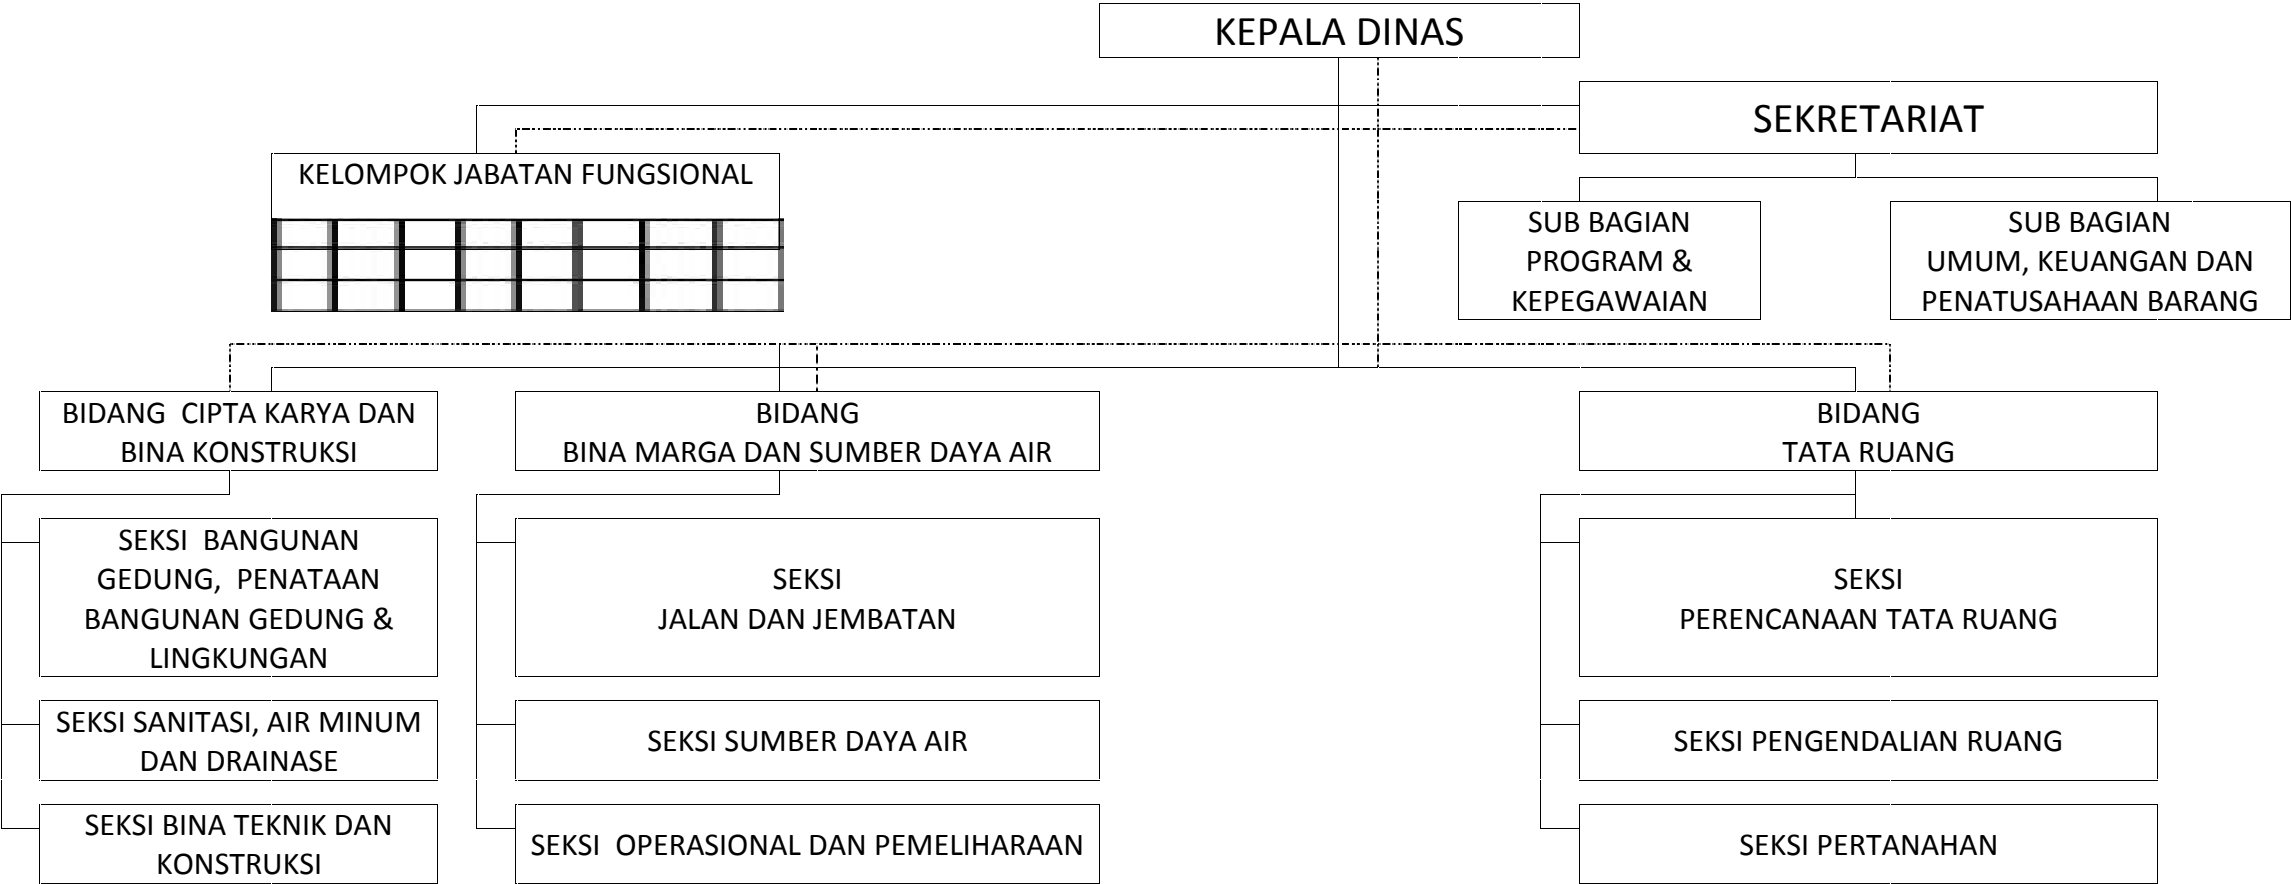 KEPALA DINAS
SEKRETARIAT
KELOMPOK JABATAN FUNGSIONAL
SUB BAGIAN
PROGRAM &
KEPEGAWAIAN
SUB BAGIAN
UMUM, KEUANGAN DAN
PENATUSAHAAN BARANG
BIDANG  CIPTA KARYA DAN
BINA KONSTRUKSI
BIDANG
BINA MARGA DAN SUMBER DAYA AIR
BIDANG
TATA RUANG
SEKSI  BANGUNAN
GEDUNG,  PENATAAN
BANGUNAN GEDUNG &
LINGKUNGAN
SEKSI
JALAN DAN JEMBATAN
SEKSI
PERENCANAAN TATA RUANG
SEKSI SANITASI, AIR MINUM
DAN DRAINASE
SEKSI SUMBER DAYA AIR
SEKSI PENGENDALIAN RUANG
SEKSI BINA TEKNIK DAN
KONSTRUKSI
SEKSI  OPERASIONAL DAN PEMELIHARAAN
SEKSI PERTANAHAN